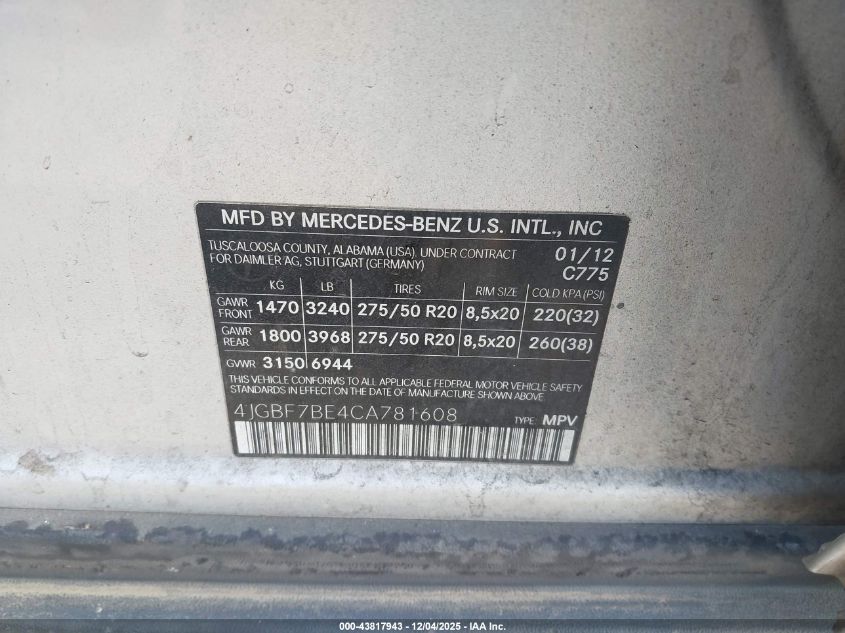 MFD BY MERCEDES-BENZ U.S. INTL., INC
TUSCALOOSA COUNTY, ALABAMA (USA), UNDER CONTRACT
FOR DAIMLER AG, STUTTGART (GERMANY)
01/12
C775
KG LB TIRES RIM SIZE COLD KPA(PSI)
GAWR FRONT 1470 3240 275/50 R20 8,5x20 220(32)
GAWR REAR 1800 3968 275/50 R20 8,5x20 260(38)
GVWR 3150 6944
THIS VEHICLE CONFORMS TO ALL APPLICABLE FEDERAL MOTOR VEHICLE SAFETY
STANDARDS IN EFFECT ON THE DATE OF MANUFACTURE SHOWN ABOVE.
4JGBF7BE4CA781608
TYPE: MPV
000-43817943 - 12/04/2025 - IAA Inc.